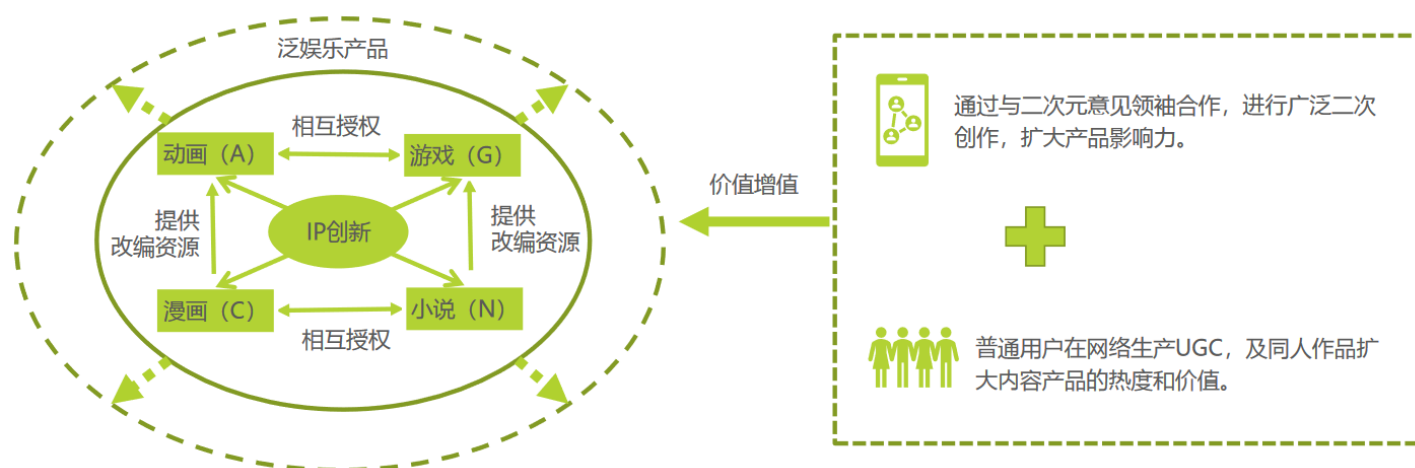 泛娱乐产品
相互授权
动画（A）
游戏（G）
提供
改编资源
IP创新
提供
改编资源
漫画（C）
小说（N）
相互授权
价值增值
通过与二次元意见领袖合作，进行广泛二次
创作，扩大产品影响力。
普通用户在网络生产UGC，及同人作品扩
大内容产品的热度和价值。